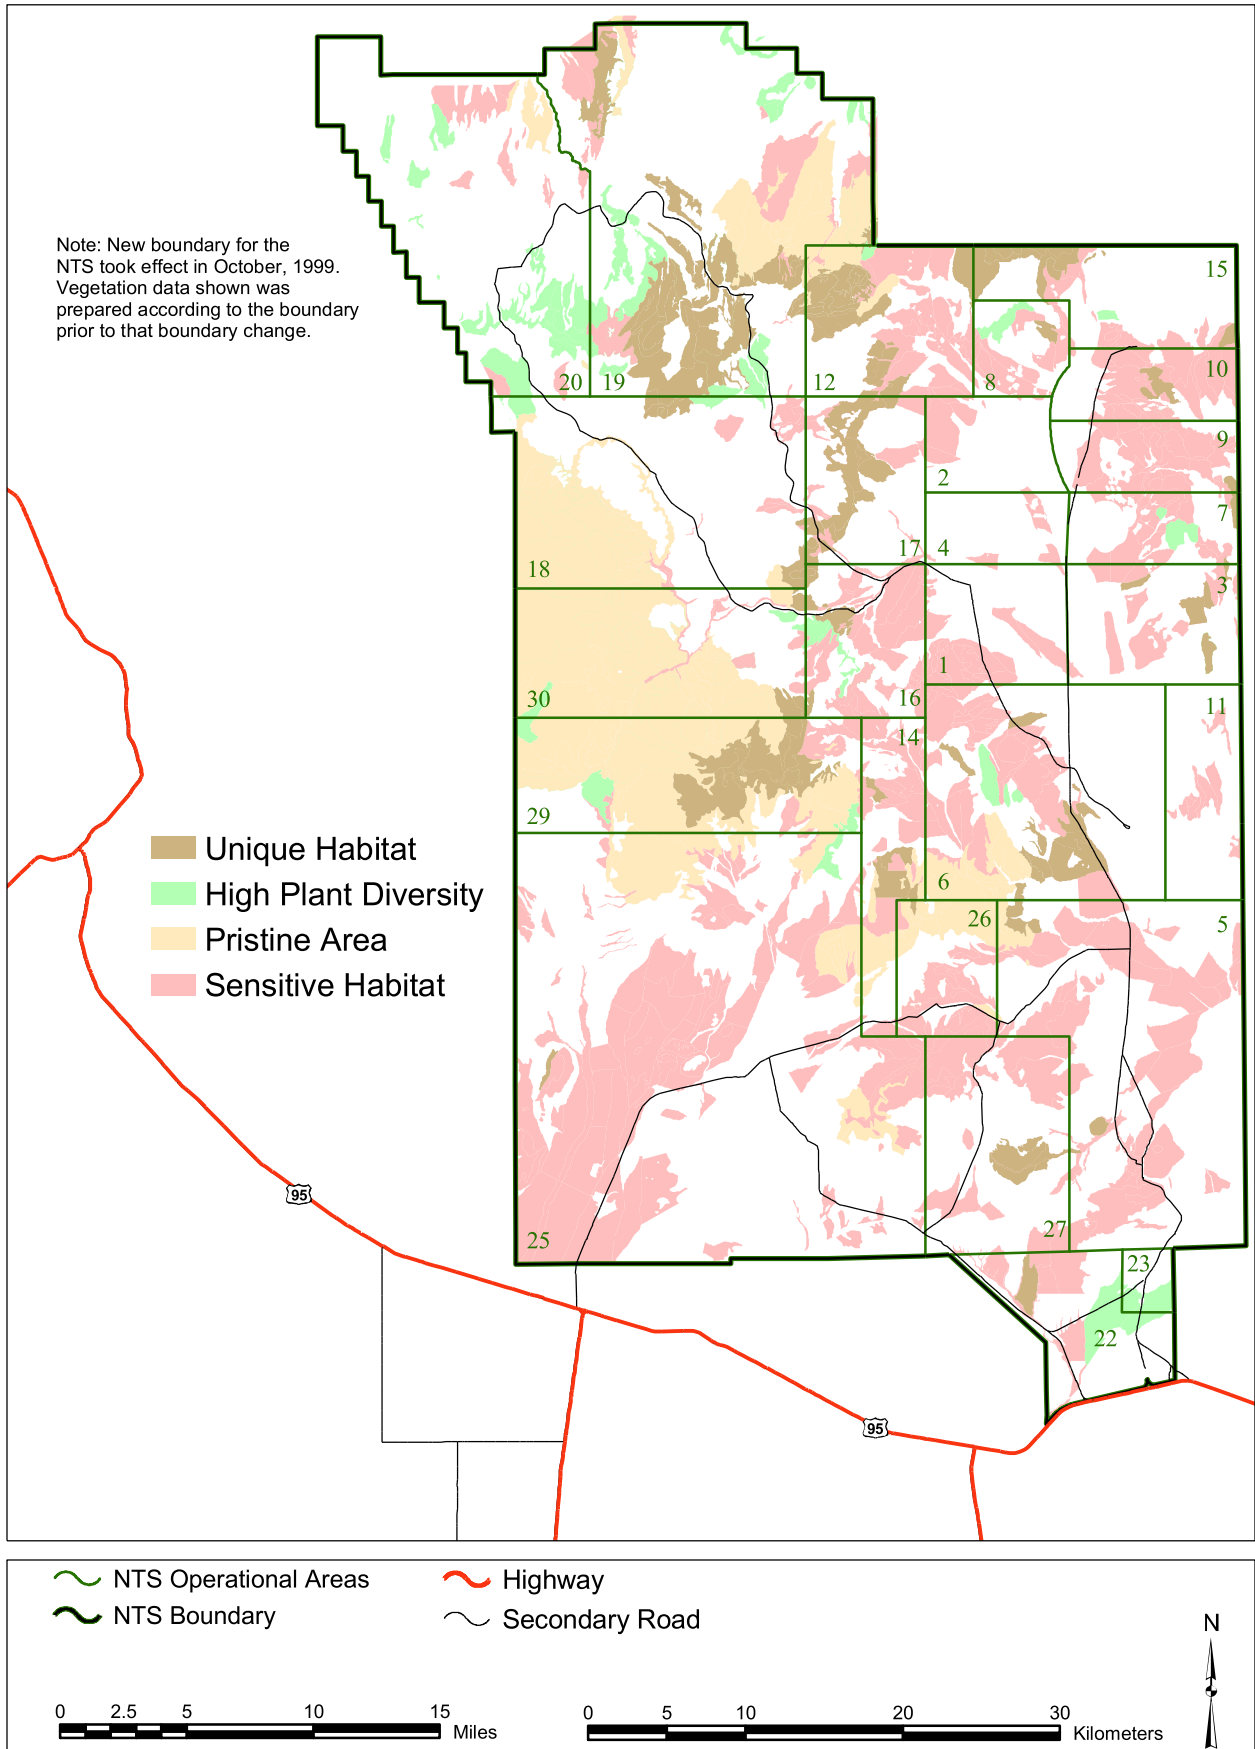 Note: New boundary for the
NTS took effect in October, 1999.
Vegetation data shown was
prepared according to the boundary
prior to that boundary change.
15
20
19
12
8
10
9
2
7
18
17
4
3
1
30
16
11
14
29
6
26
5
Unique Habitat
High Plant Diversity
Pristine Area
Sensitive Habitat
95
25
27
23
22
95
NTS Operational Areas
Highway
NTS Boundary
Secondary Road
N
0 2.5 5 10 15
Miles
0 5 10 20 30
Kilometers